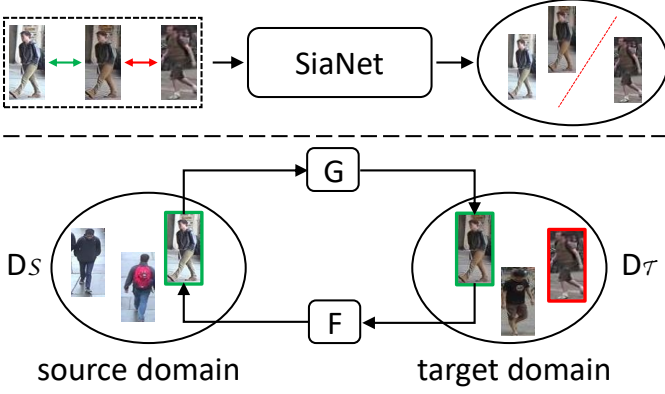 SiaNet
G
D𝒮
D𝒯
F
source domain
target domain